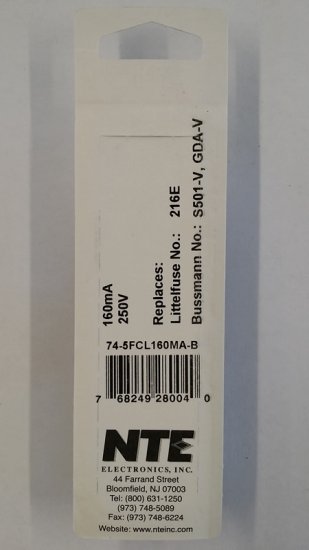 160mA
250V
Replaces:
Littelfuse No.: 216E
Bussmann No.: S501-V, GDA-V
74-5FCL160MA-B
7 68249 28004 0
NTE
ELECTRONICS, INC.
44 Farrand Street
Bloomfield, NJ 07003
Tel: (800) 631-1250
(973) 748-5089
Fax: (973) 748-6224
Website: www.nteinc.com